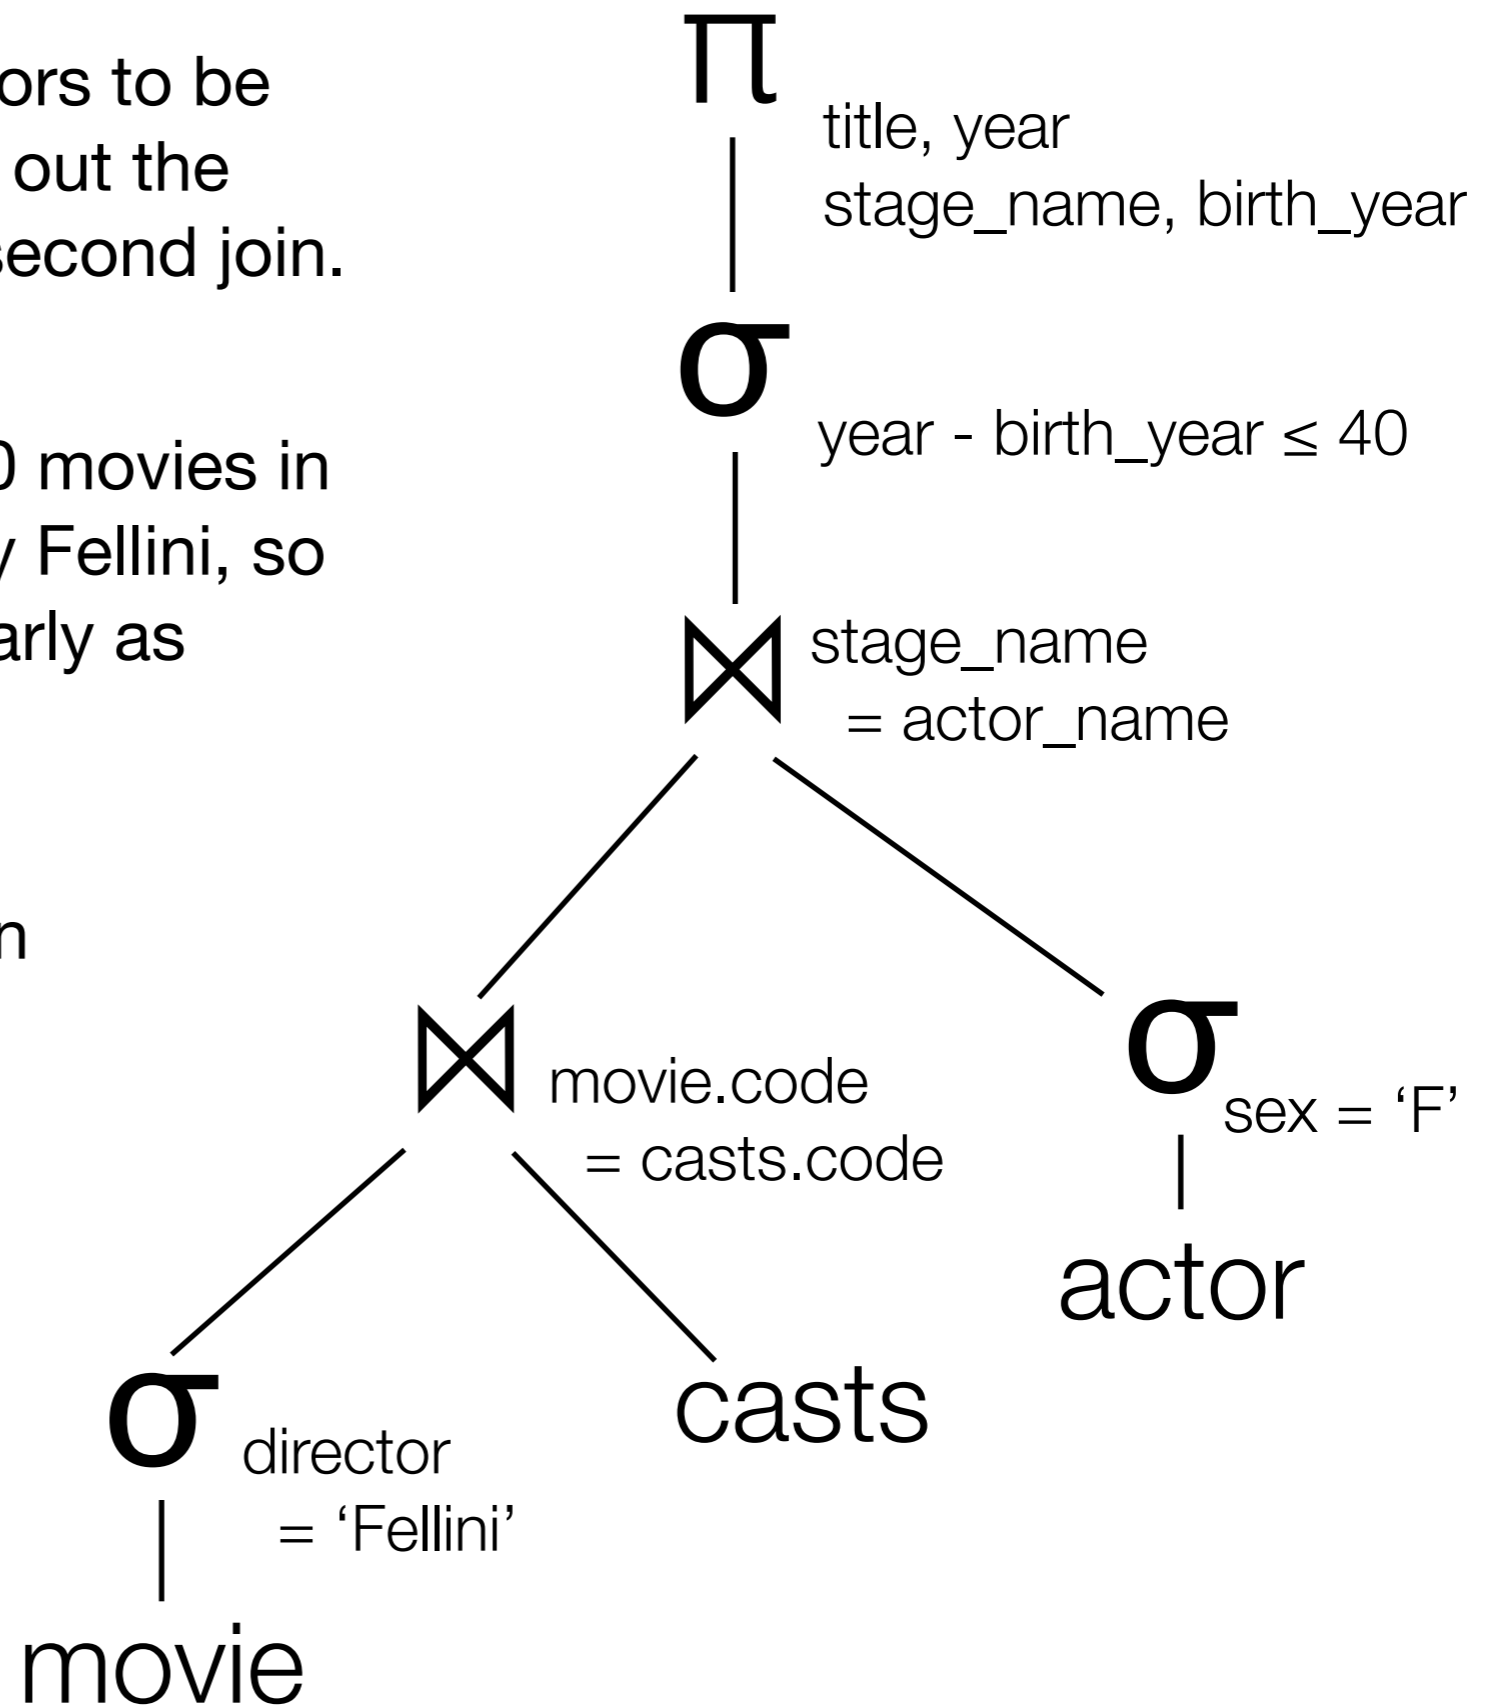 ors to be
out the
second join.
0 movies in
y Fellini, so
arly as
n
π
title, year
stage_name, birth_year
σ
year - birth_year ≤ 40
⋈
stage_name
= actor_name
⋈
movie.code
= casts.code
σ
sex = ‘F’
actor
σ
director
= ‘Fellini’
casts
movie